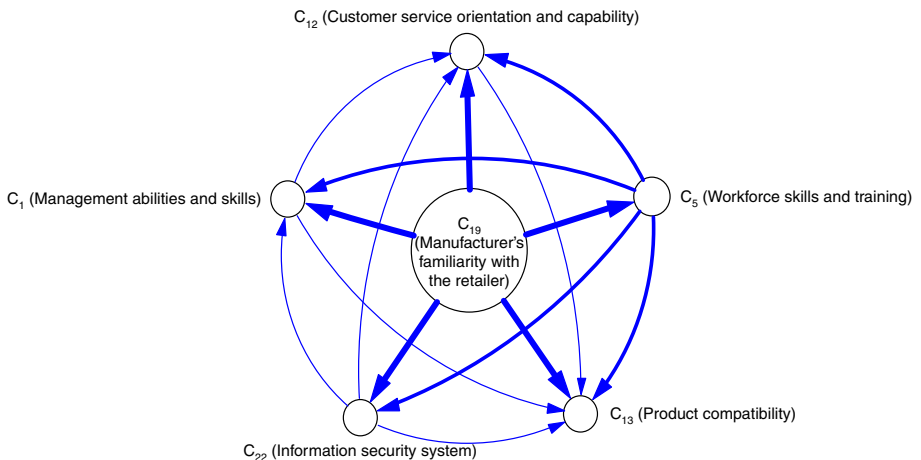 C12 (Customer service orientation and capability)
C1 (Management abilities and skills)
C5 (Workforce skills and training)
C19
(Manufacturer's
familiarity with
the retailer)
C13 (Product compatibility)
C22 (Information security system)